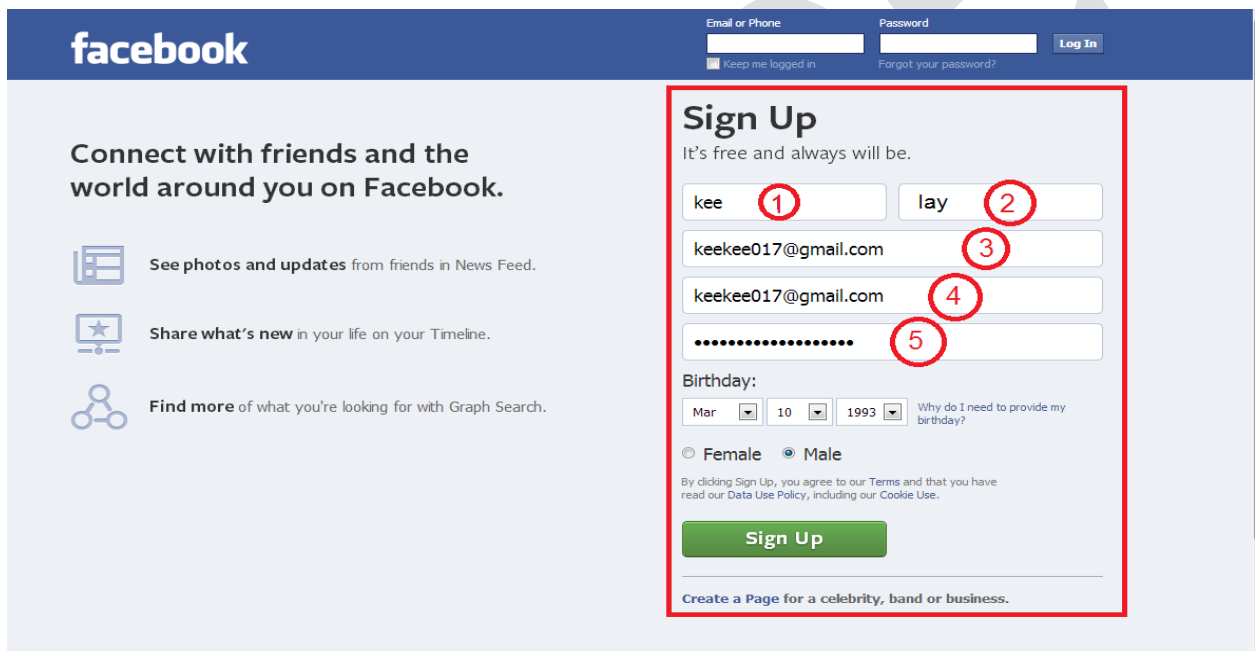 facebook
Email or Phone
Password
Log In
Keep me logged in
Forgot your password?
Connect with friends and the
world around you on Facebook.
See photos and updates from friends in News Feed.
Share what's new in your life on your Timeline.
Find more of what you're looking for with Graph Search.
Sign Up
It's free and always will be.
kee 1 lay 2
keekee017@gmail.com 3
keekee017@gmail.com 4
••••••••••••••••••• 5
Birthday:
Mar 10 1993 Why do I need to provide my
birthday?
Female Male
By clicking Sign Up, you agree to our Terms and that you have
read our Data Use Policy, including our Cookie Use.
Sign Up
Create a Page for a celebrity, band or business.